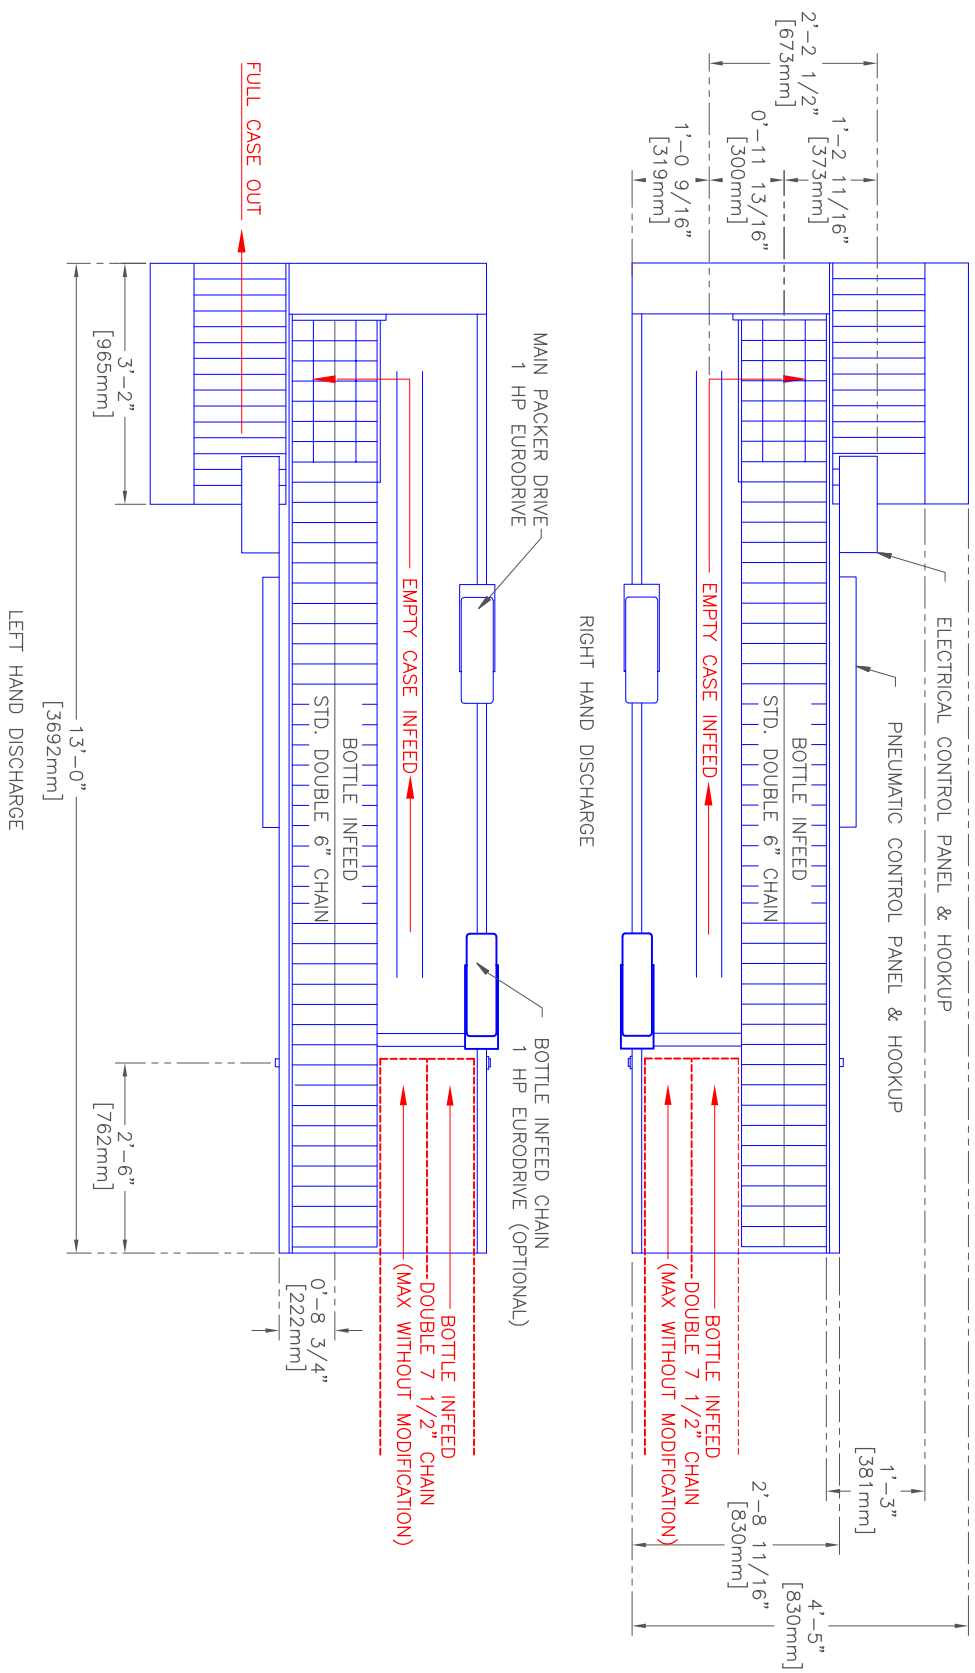 2'-2 1/2"
[673mm]
1'-2 11/16"
[373mm]
0'-11 13/16"
[300mm]
1'-0 9/16"
[319mm]
ELECTRICAL CONTROL PANEL & HOOKUP
PNEUMATIC CONTROL PANEL & HOOKUP
BOTTLE INFEED
STD. DOUBLE 6" CHAIN
EMPTY CASE INFEED
BOTTLE INFEED
DOUBLE 7 1/2" CHAIN
(MAX WITHOUT MODIFICATION)
1'-3"
[381mm]
2'-8 11/16"
[830mm]
4'-5"
[830mm]
RIGHT HAND DISCHARGE
MAIN PACKER DRIVE
1 HP EURODRIVE
BOTTLE INFEED CHAIN
1 HP EURODRIVE (OPTIONAL)
EMPTY CASE INFEED
BOTTLE INFEED
STD. DOUBLE 6" CHAIN
BOTTLE INFEED
DOUBLE 7 1/2" CHAIN
(MAX WITHOUT MODIFICATION)
FULL CASE OUT
0'-8 3/4"
[222mm]
3'-2"
[965mm]
2'-6"
[762mm]
13'-0"
[3692mm]
LEFT HAND DISCHARGE